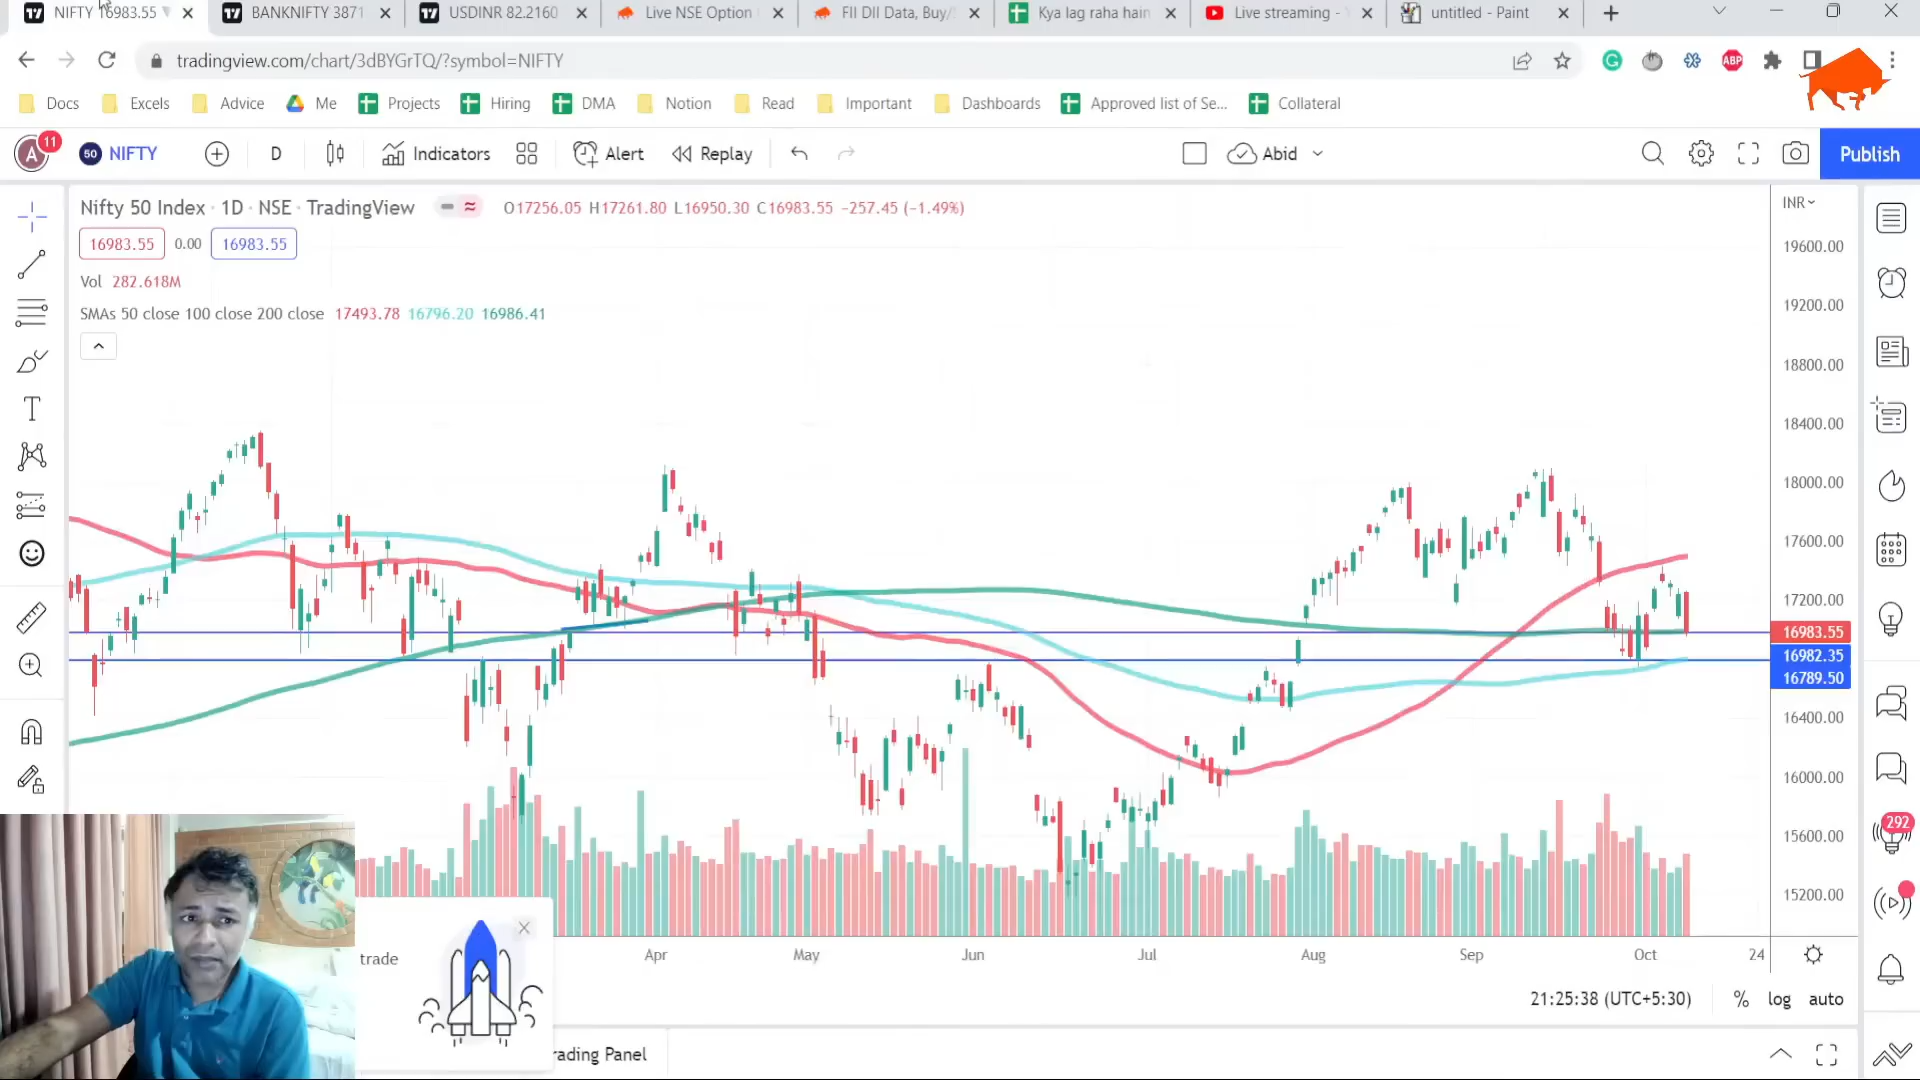 NIFTY 16983.55
BANKNIFTY 3871
USDINR 82.2160
Live NSE Option
FII DII Data, Buy/
Kya lag raha hain
Live streaming -
untitled - Paint
tradingview.com/chart/3dBYGrTQ/?symbol=NIFTY
ABP
Docs Excels Advice Me Projects Hiring DMA Notion Read Important Dashboards Approved list of Se... Collateral
A 11 50 NIFTY D Indicators Alert Replay Abid Publish
Nifty 50 Index · 1D · NSE · TradingView O17256.05 H17261.80 L16950.30 C16983.55 −257.45 (−1.49%)
INR
16983.55 0.00 16983.55
Vol 282.618M
SMAs 50 close 100 close 200 close 17493.78 16796.20 16986.41
19600.00
19200.00
18800.00
18400.00
18000.00
17600.00
17200.00
16983.55
16982.35
16789.50
16400.00
16000.00
15600.00
15200.00
292
Apr May Jun Jul Aug Sep Oct 24
trade
21:25:38 (UTC+5:30) % log auto
rading Panel